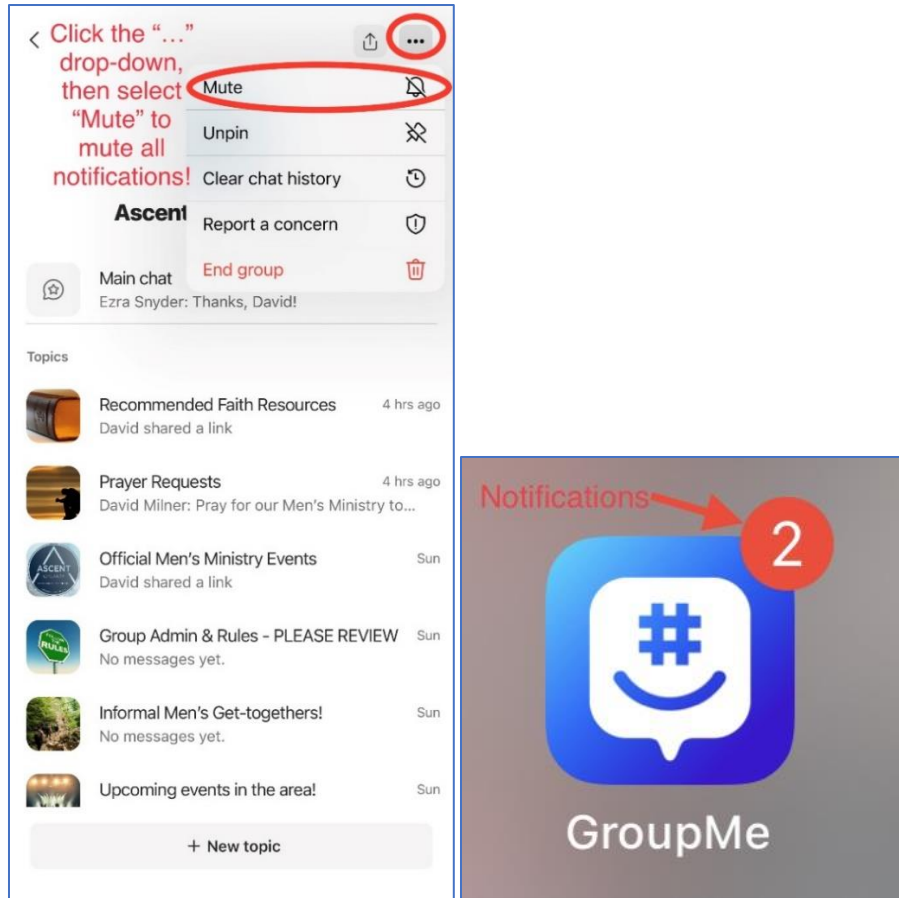 Click the “...”
drop-down,
then select
“Mute” to
mute all
notifications!
Mute
Unpin
Clear chat history
Report a concern
End group
Ascent
Main chat
Ezra Snyder: Thanks, David!
Topics
Recommended Faith Resources 4 hrs ago
David shared a link
Prayer Requests 4 hrs ago
David Milner: Pray for our Men's Ministry to...
ASCENT
Official Men's Ministry Events Sun
David shared a link
RULES
Group Admin & Rules - PLEASE REVIEW Sun
No messages yet.
Informal Men's Get-togethers! Sun
No messages yet.
Upcoming events in the area! Sun
+ New topic
Notifications
2
#
GroupMe